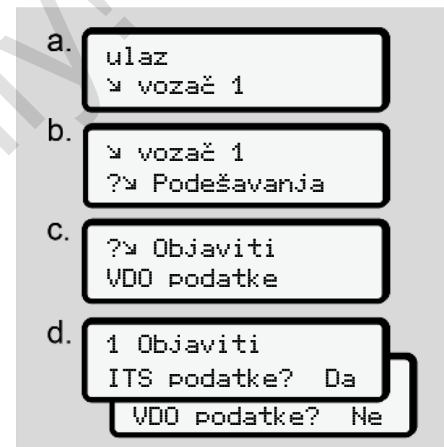 a.
ulaz
↘ vozač 1
b.
↘ vozač 1
?↘ Podešavanja
c.
?↘ Objaviti
VDO podatke
d.
1 Objaviti
ITS podatke? Da
VDO podatke? Ne